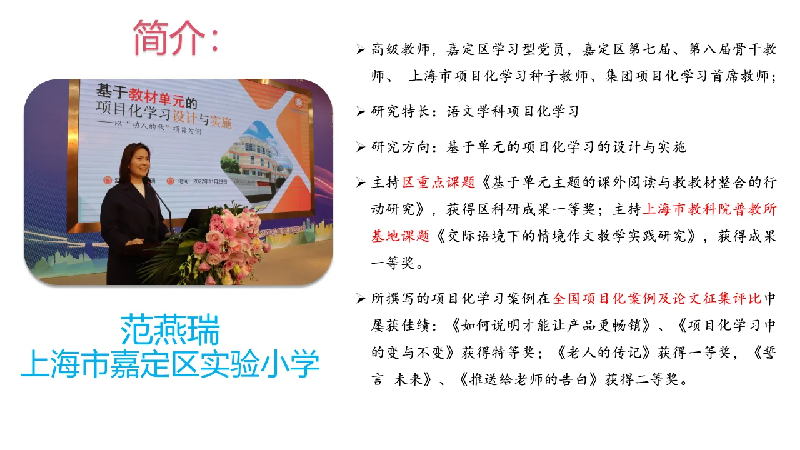 简介：
基于教材单元的
项目化学习设计与实施
范燕瑞
上海市嘉定区实验小学
➢ 高级教师，嘉定区学习型党员，嘉定区第七届、第八届骨干教
师、 上海市项目化学习种子教师、集团项目化学习首席教师；
➢ 研究特长：语文学科项目化学习
➢ 研究方向：基于单元的项目化学习的设计与实施
➢ 主持区重点课题《基于单元主题的课外阅读与教教材整合的行
动研究》，获得区科研成果一等奖；主持上海市教科院普教所
基地课题《交际语境下的情境作文教学实践研究》，获得成果
一等奖。
➢ 所撰写的项目化学习案例在全国项目化案例及论文征集评比中
屡获佳绩：《如何说明才能让产品更畅销》、《项目化学习中
的变与不变》获得特等奖；《老人的传记》获得一等奖，《誓
言 未来》、《推送给老师的告白》获得二等奖。